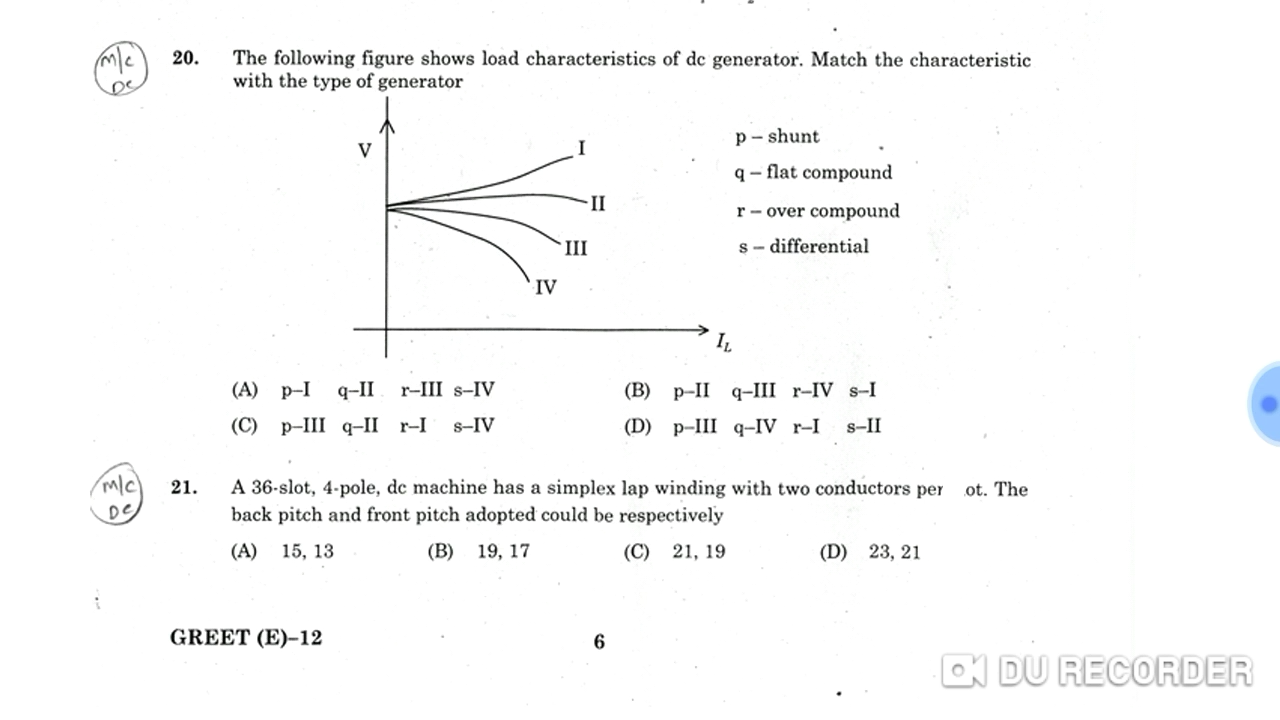 M/C
DC
20. The following figure shows load characteristics of dc generator. Match the characteristic
with the type of generator
V
I
II
III
IV
I_L
p – shunt
q – flat compound
r – over compound
s – differential
(A) p–I q–II r–III s–IV (B) p–II q–III r–IV s–I
(C) p–III q–II r–I s–IV (D) p–III q–IV r–I s–II
M/C
DC
21. A 36-slot, 4-pole, dc machine has a simplex lap winding with two conductors per ot. The
back pitch and front pitch adopted could be respectively
(A) 15, 13 (B) 19, 17 (C) 21, 19 (D) 23, 21
GREET (E)–12
6
DU RECORDER